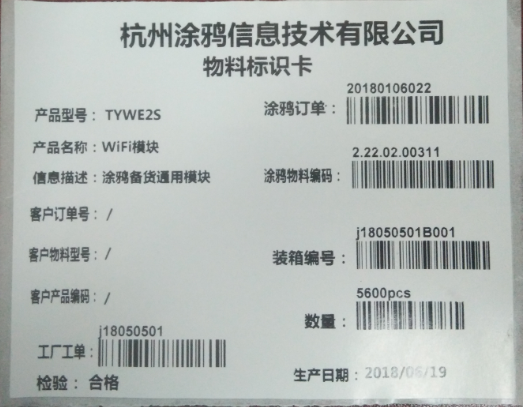 杭州涂鸦信息技术有限公司
物料标识卡
产品型号： TYWE2S
涂鸦订单： 20180106022
产品名称：WiFi模块
涂鸦物料编码： 2.22.02.00311
信息描述：涂鸦备货通用模块
客户订单号： /
客户物料型号： /
装箱编号： j18050501B001
客户产品编码： /
数量： 5600pcs
工厂工单： j18050501
生产日期： 2018/06/19
检验： 合格